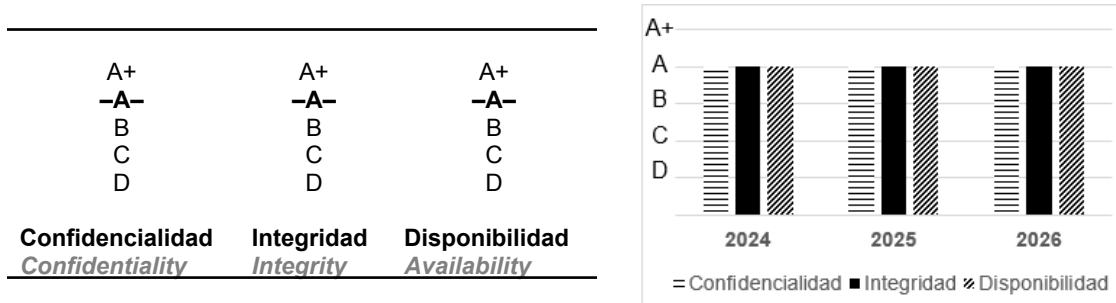 A+ A+ A+
–A– –A– –A–
B B B
C C C
D D D
Confidencialidad Integridad Disponibilidad
Confidentiality Integrity Availability
A+
A
B
C
D
2024 2025 2026
Confidencialidad Integridad Disponibilidad